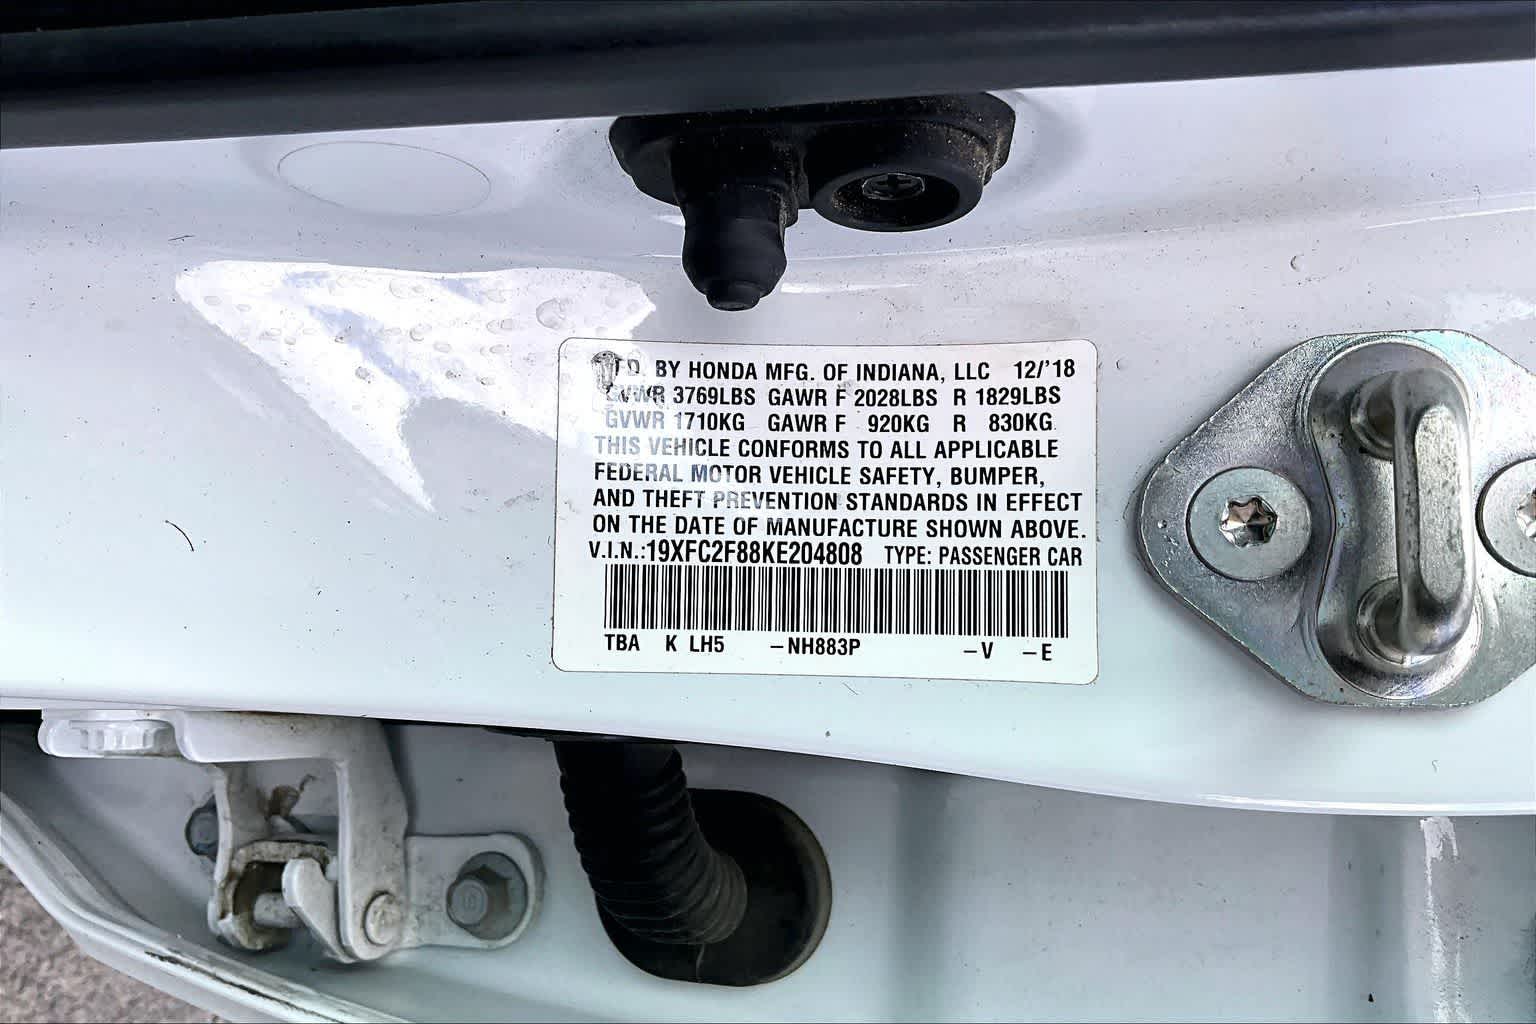 BY HONDA MFG. OF INDIANA, LLC 12/'18
GVWR 3769LBS GAWR F 2028LBS R 1829LBS
GVWR 1710KG GAWR F 920KG R 830KG
THIS VEHICLE CONFORMS TO ALL APPLICABLE
FEDERAL MOTOR VEHICLE SAFETY, BUMPER,
AND THEFT PREVENTION STANDARDS IN EFFECT
ON THE DATE OF MANUFACTURE SHOWN ABOVE.
V.I.N.:19XFC2F88KE204808 TYPE: PASSENGER CAR
TBA K LH5 –NH883P –V –E